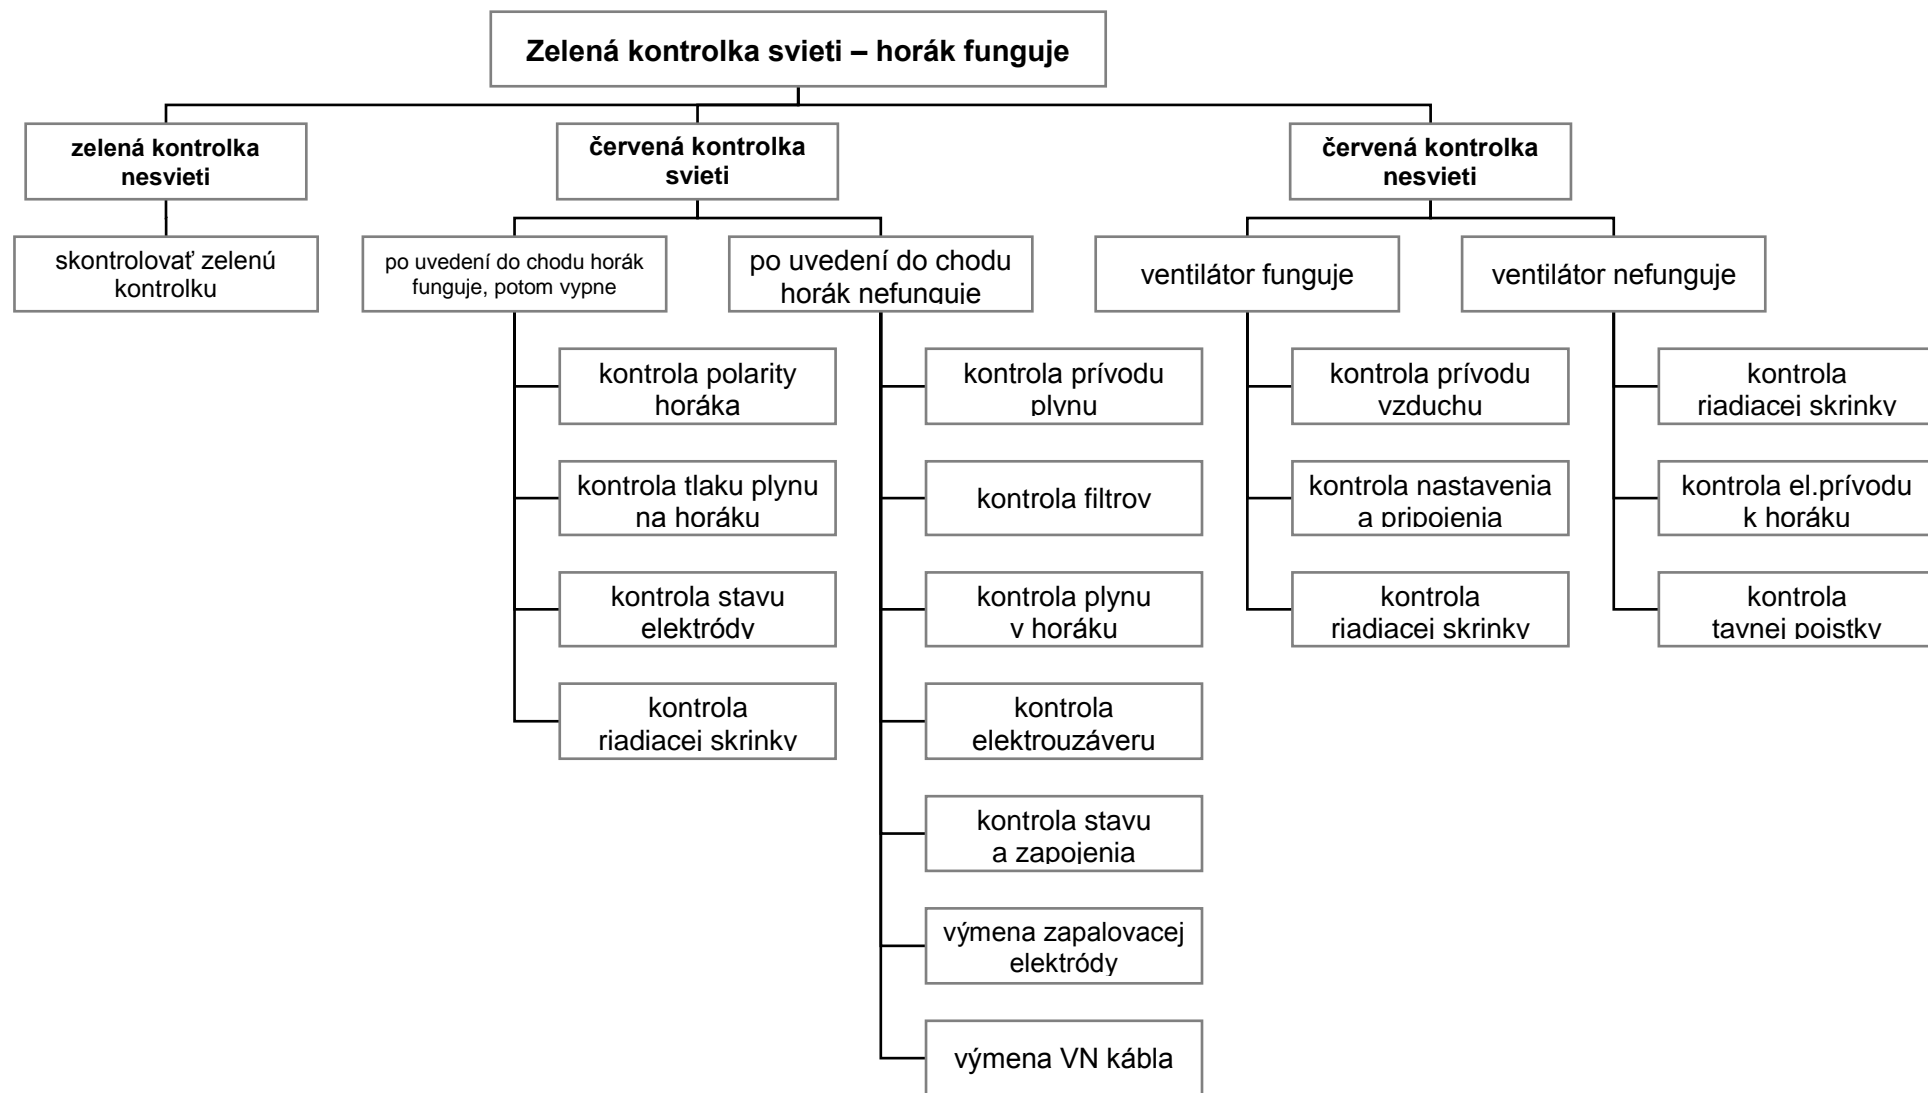 Zelená kontrolka svieti – horák funguje
zelená kontrolka
nesvieti
červená kontrolka
svieti
červená kontrolka
nesvieti
skontrolovať zelenú
kontrolku
po uvedení do chodu horák
funguje, potom vypne
po uvedení do chodu
horák nefunguje
ventilátor funguje
ventilátor nefunguje
kontrola polarity
horáka
kontrola tlaku plynu
na horáku
kontrola stavu
elektródy
kontrola
riadiacej skrinky
kontrola prívodu
plynu
kontrola filtrov
kontrola plynu
v horáku
kontrola
elektrouzáveru
kontrola stavu
a zapojenia
výmena zapalovacej
elektródy
výmena VN kábla
kontrola prívodu
vzduchu
kontrola nastavenia
a pripojenia
kontrola
riadiacej skrinky
kontrola
riadiacej skrinky
kontrola el.prívodu
k horáku
kontrola
tavnej poistky